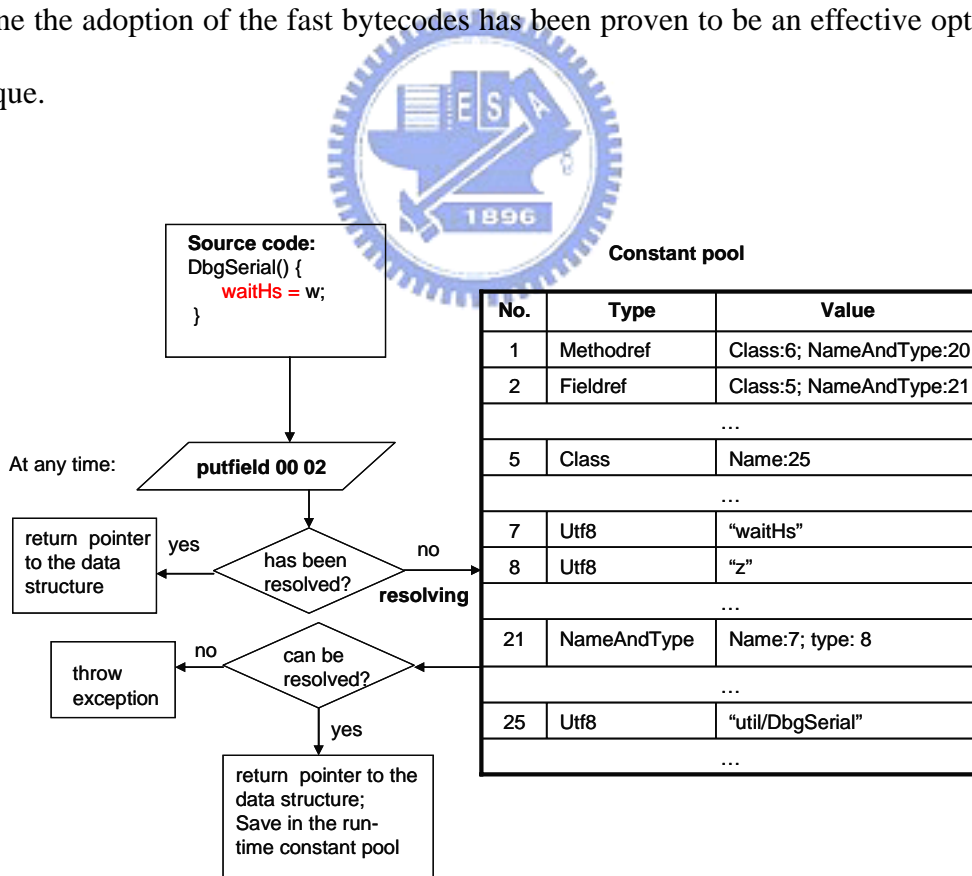 me the adoption of the fast bytecodes has been proven to be an effective opt
que.
E S A
1896
Source code:
DbgSerial() {
waitHs = w;
}
Constant pool
No. Type Value
1 Methodref Class:6; NameAndType:20
2 Fieldref Class:5; NameAndType:21
...
5 Class Name:25
...
7 Utf8 “waitHs”
8 Utf8 “z”
...
21 NameAndType Name:7; type: 8
...
25 Utf8 “util/DbgSerial”
...
At any time:
putfield 00 02
return pointer
to the data
structure
yes
has been
resolved?
no
resolving
throw
exception
no
can be
resolved?
yes
return pointer to the
data structure;
Save in the run-
time constant pool